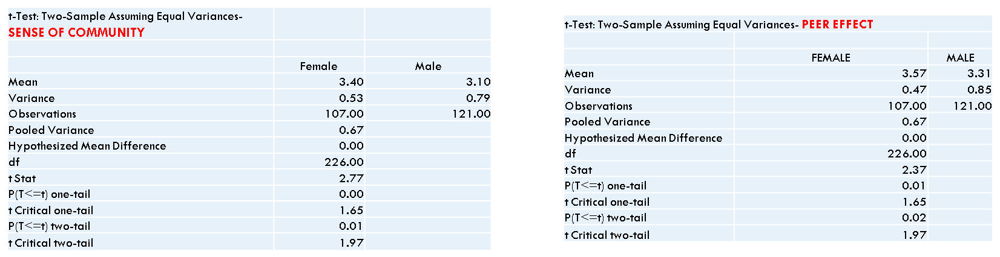 t-Test: Two-Sample Assuming Equal Variances-
SENSE OF COMMUNITY
Female Male
Mean 3.40 3.10
Variance 0.53 0.79
Observations 107.00 121.00
Pooled Variance 0.67
Hypothesized Mean Difference 0.00
df 226.00
t Stat 2.77
P(T<=t) one-tail 0.00
t Critical one-tail 1.65
P(T<=t) two-tail 0.01
t Critical two-tail 1.97
t-Test: Two-Sample Assuming Equal Variances- PEER EFFECT
FEMALE MALE
Mean 3.57 3.31
Variance 0.47 0.85
Observations 107.00 121.00
Pooled Variance 0.67
Hypothesized Mean Difference 0.00
df 226.00
t Stat 2.37
P(T<=t) one-tail 0.01
t Critical one-tail 1.65
P(T<=t) two-tail 0.02
t Critical two-tail 1.97